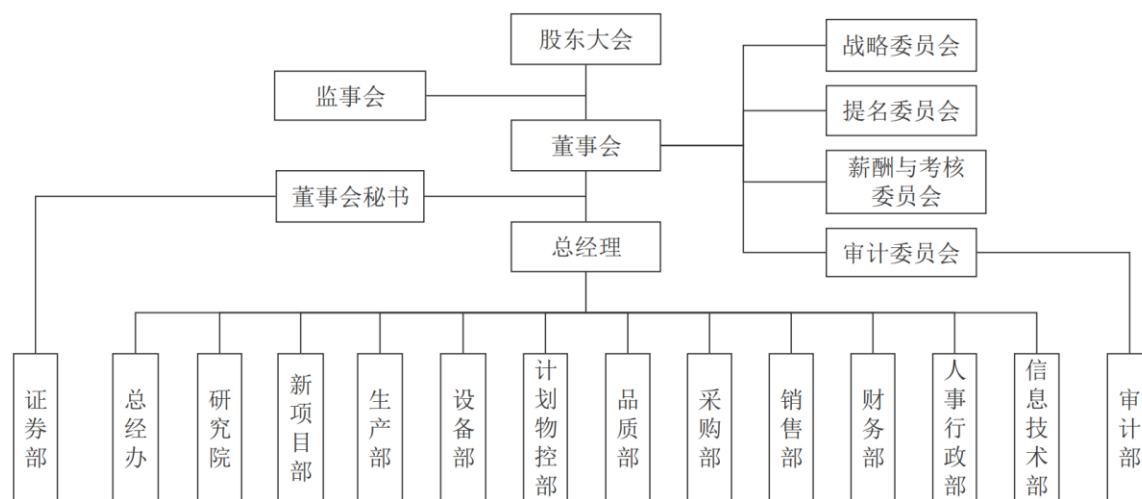 股东大会
战略委员会
监事会
提名委员会
董事会
薪酬与考核
委员会
董事会秘书
总经理
审计委员会
证券部
总经办
研究院
新项目部
生产部
设备部
计划物控部
品质部
采购部
销售部
财务部
人事行政部
信息技术部
审计部